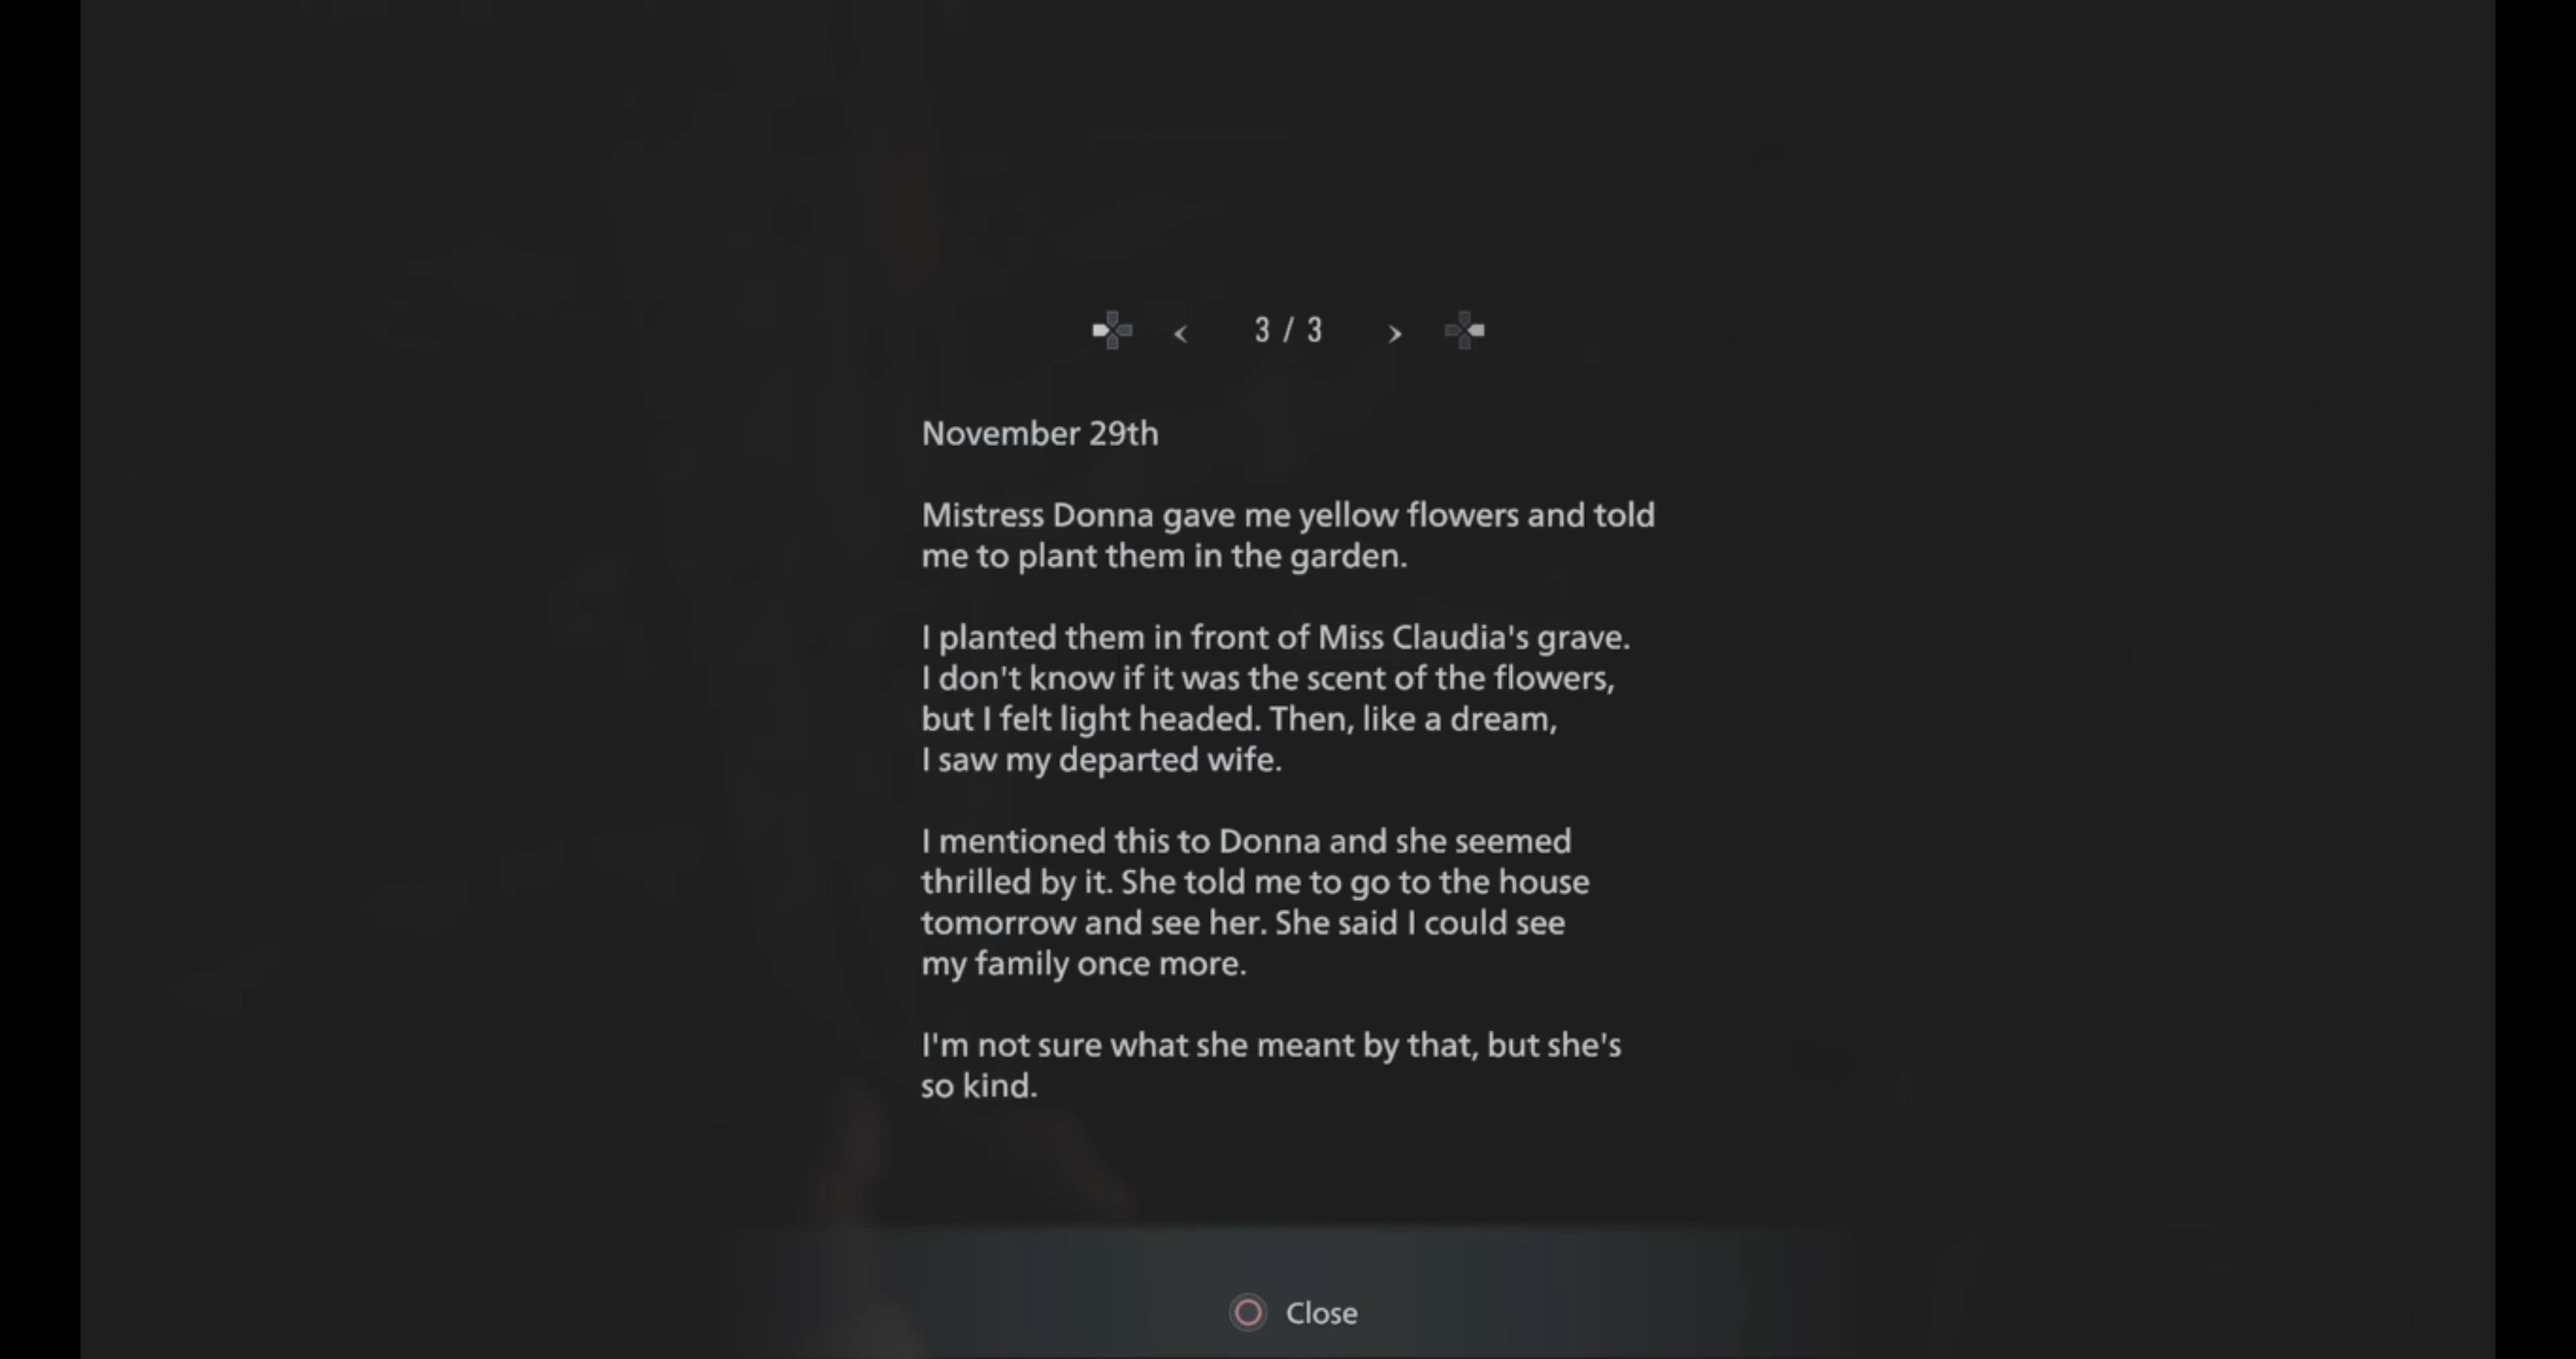 < 3 / 3 >
November 29th
Mistress Donna gave me yellow flowers and told
me to plant them in the garden.
I planted them in front of Miss Claudia's grave.
I don't know if it was the scent of the flowers,
but I felt light headed. Then, like a dream,
I saw my departed wife.
I mentioned this to Donna and she seemed
thrilled by it. She told me to go to the house
tomorrow and see her. She said I could see
my family once more.
I'm not sure what she meant by that, but she's
so kind.
Close